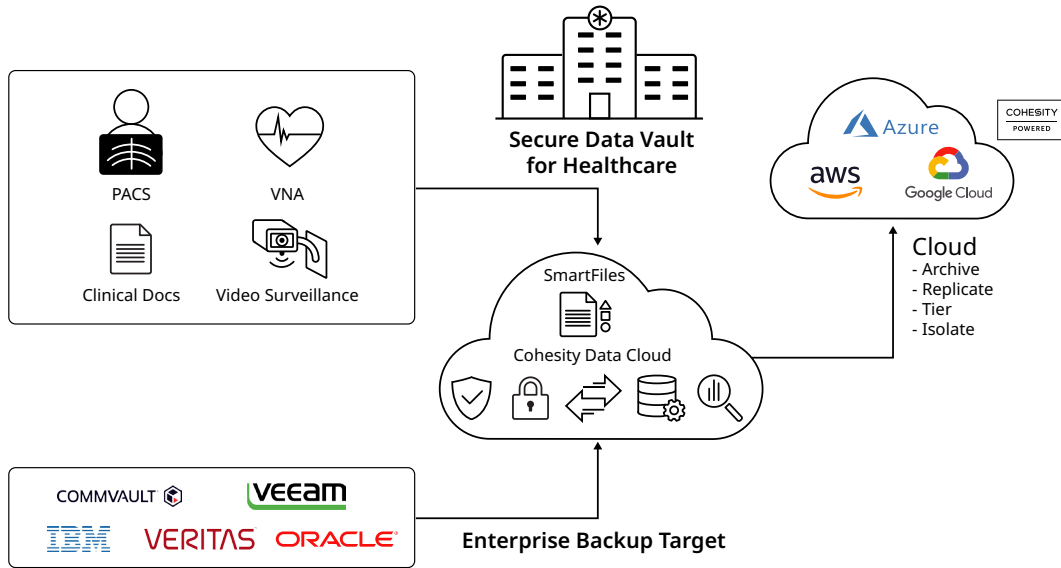 PACS
VNA
Clinical Docs
Video Surveillance
Secure Data Vault
for Healthcare
Azure
aws
Google Cloud
COHESITY
POWERED
SmartFiles
Cohesity Data Cloud
Cloud
- Archive
- Replicate
- Tier
- Isolate
COMMVAULT
veeam
IBM
VERITAS
ORACLE
Enterprise Backup Target